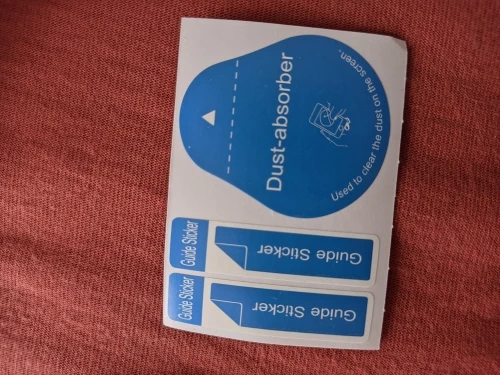 Dust-absorber
Used to clear the dust on the screen.
Guide Sticker
Guide Sticker
Guide Sticker
Guide Sticker